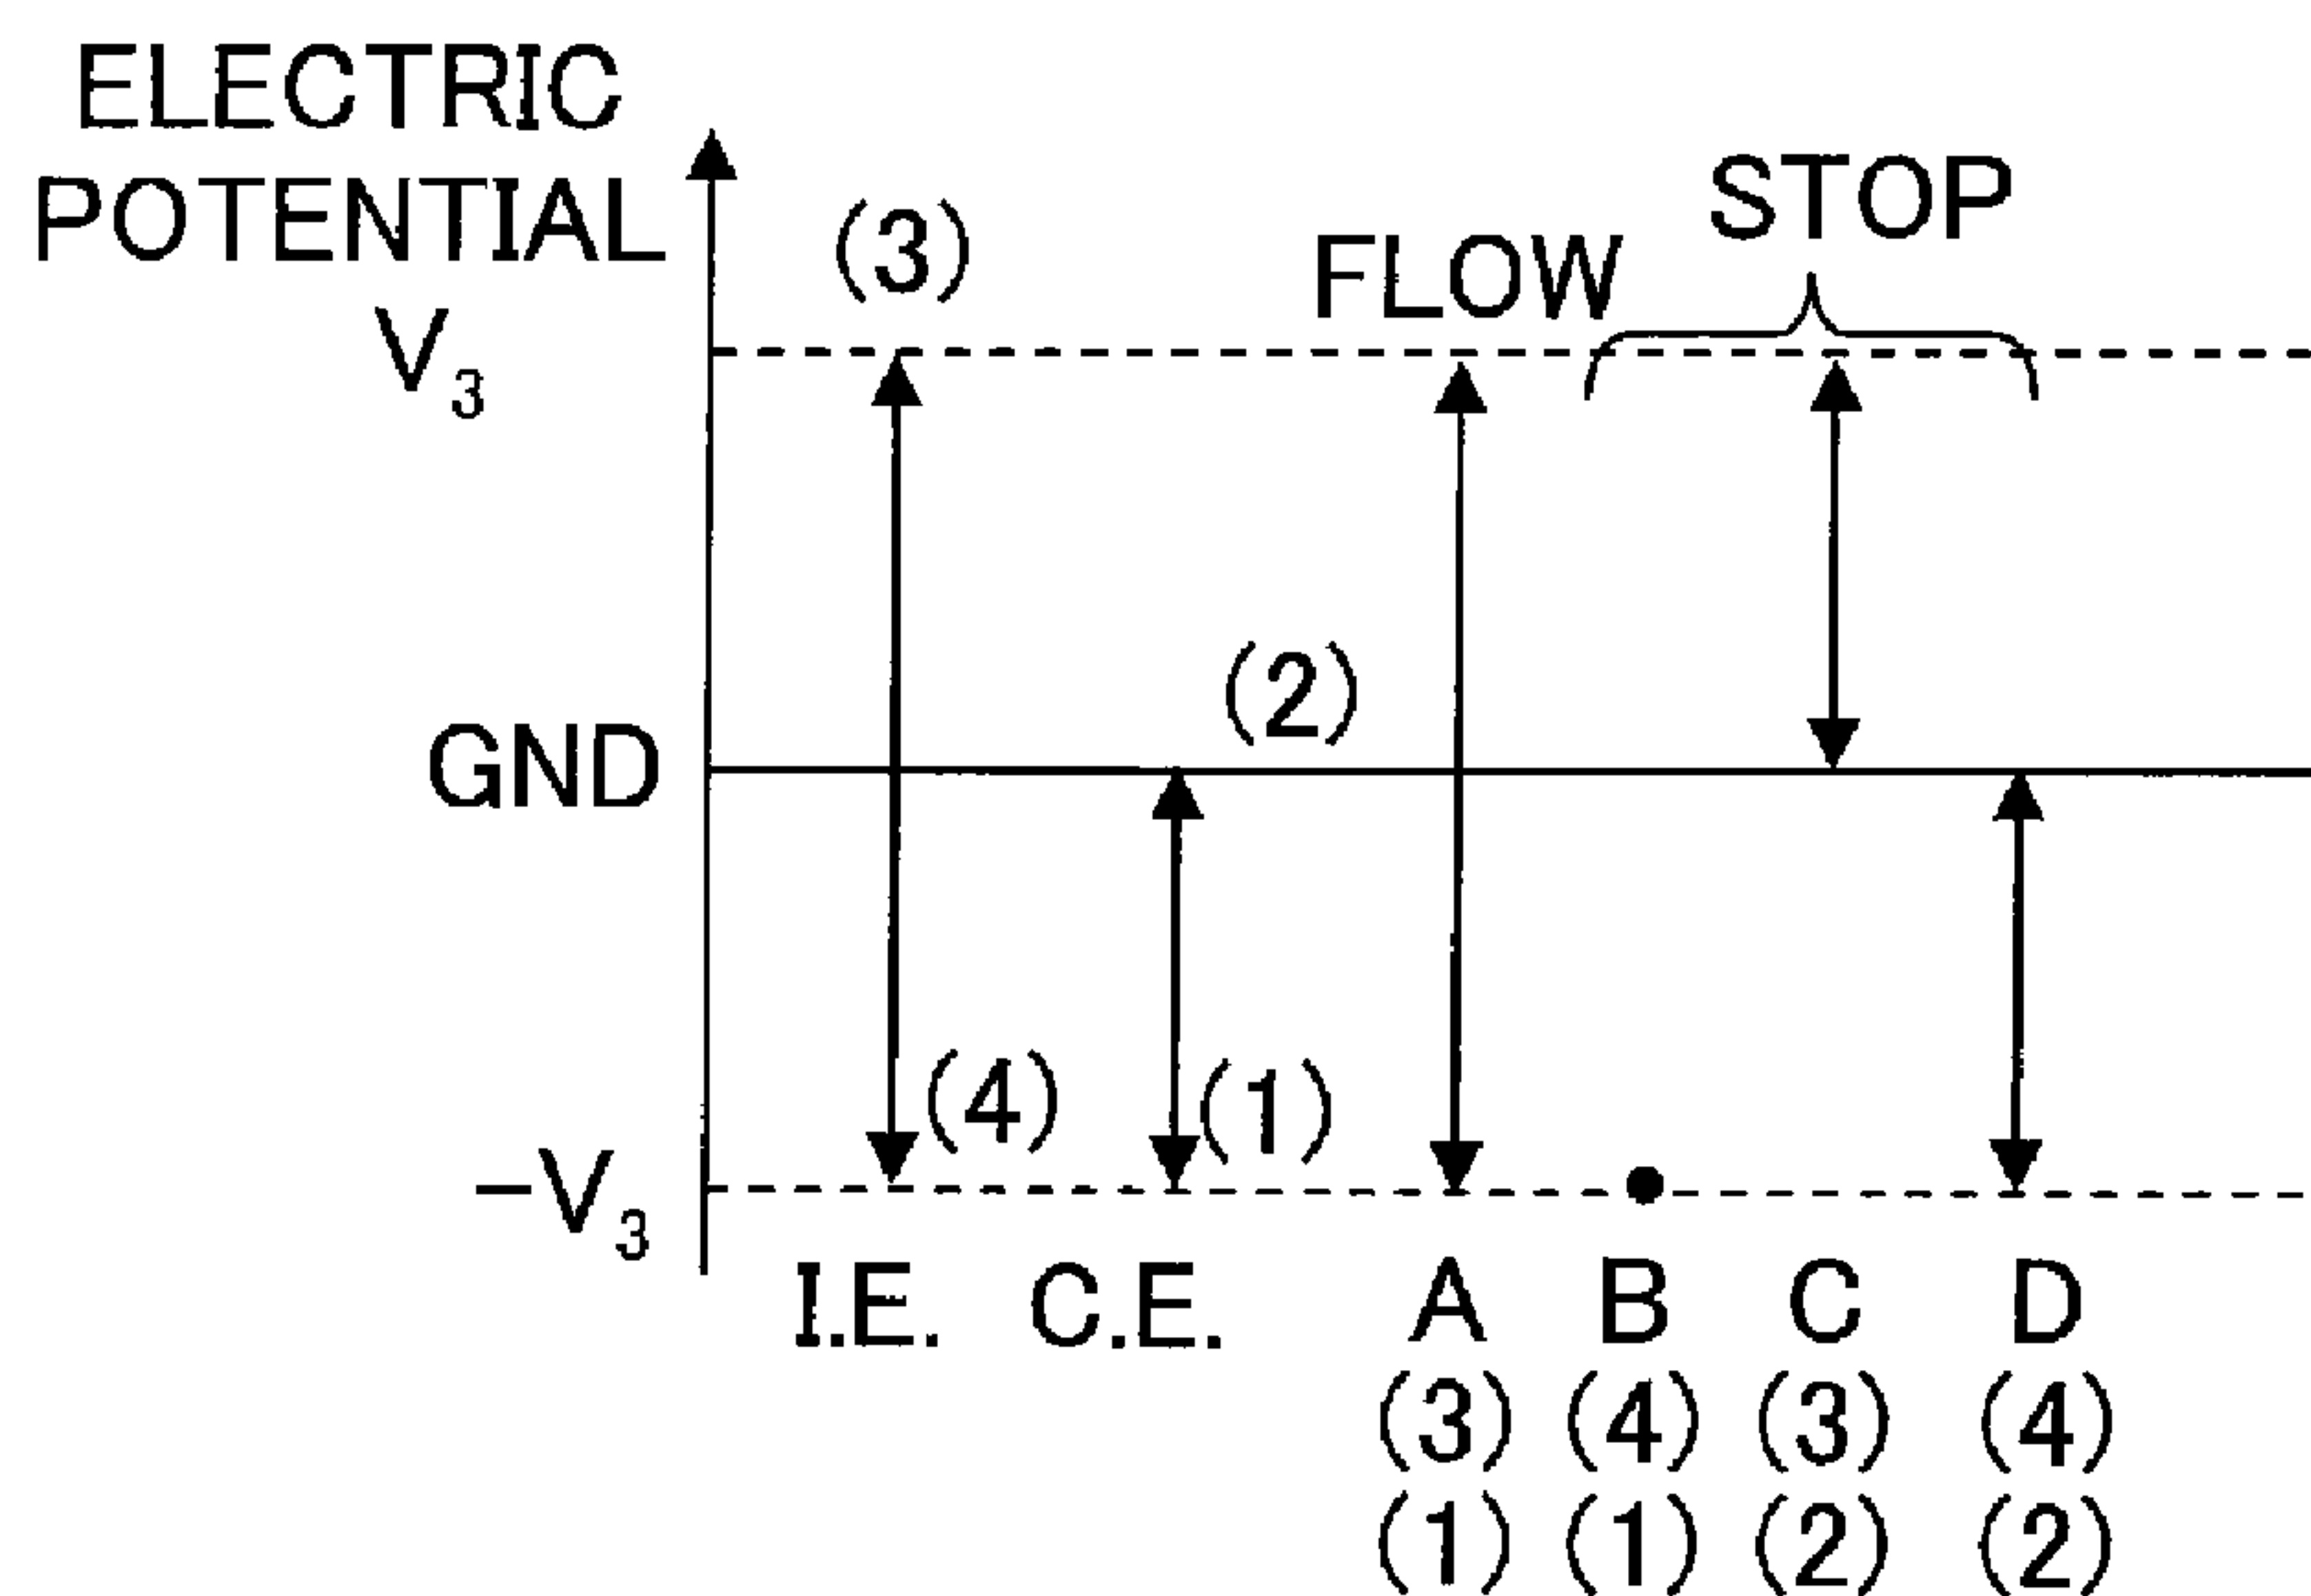 ELECTRIC
POTENTIAL
STOP
(3)
FLOW
V3
(2)
GND
(4)
(1)
-V3
I.E. C.E. A B C D
(3) (4) (3) (4)
(1) (1) (2) (2)